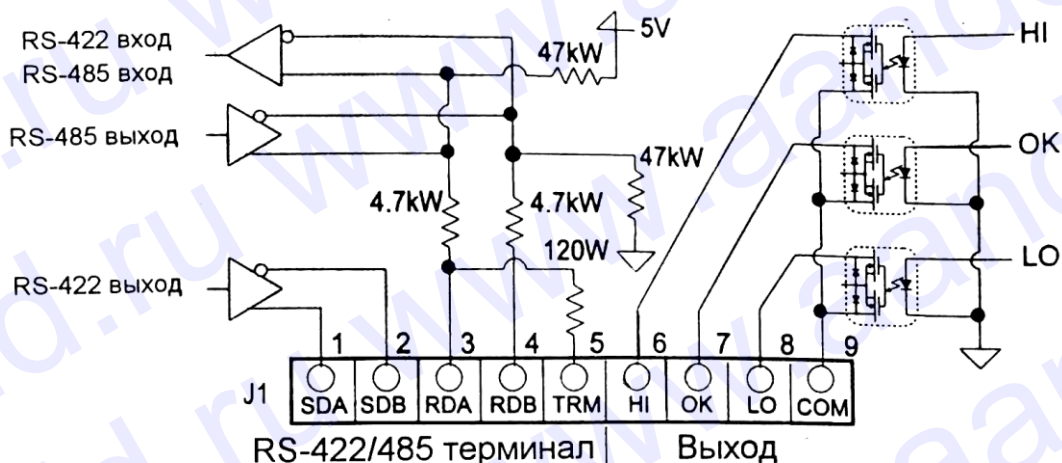 5V
HI
RS-422 вход
47kW
RS-485 вход
RS-485 выход
OK
47kW
4.7kW
4.7kW
120W
LO
RS-422 выход
1 2 3 4 5 6 7 8 9
J1 SDA SDB RDA RDB TRM HI OK LO COM
RS-422/485 терминал Выход